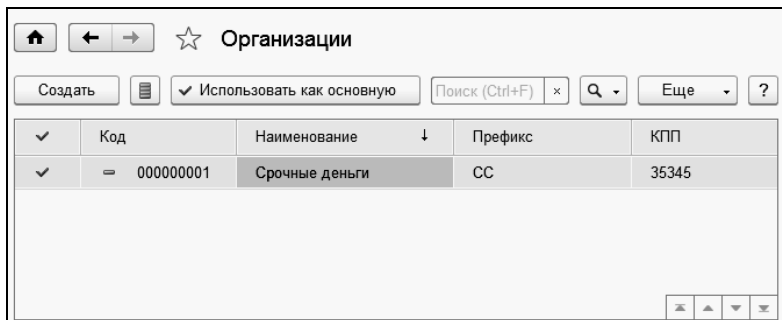 Организации
Создать Использовать как основную Поиск (Ctrl+F) × Еще ?
Код Наименование ↓ Префикс КПП
000000001 Срочные деньги СС 35345